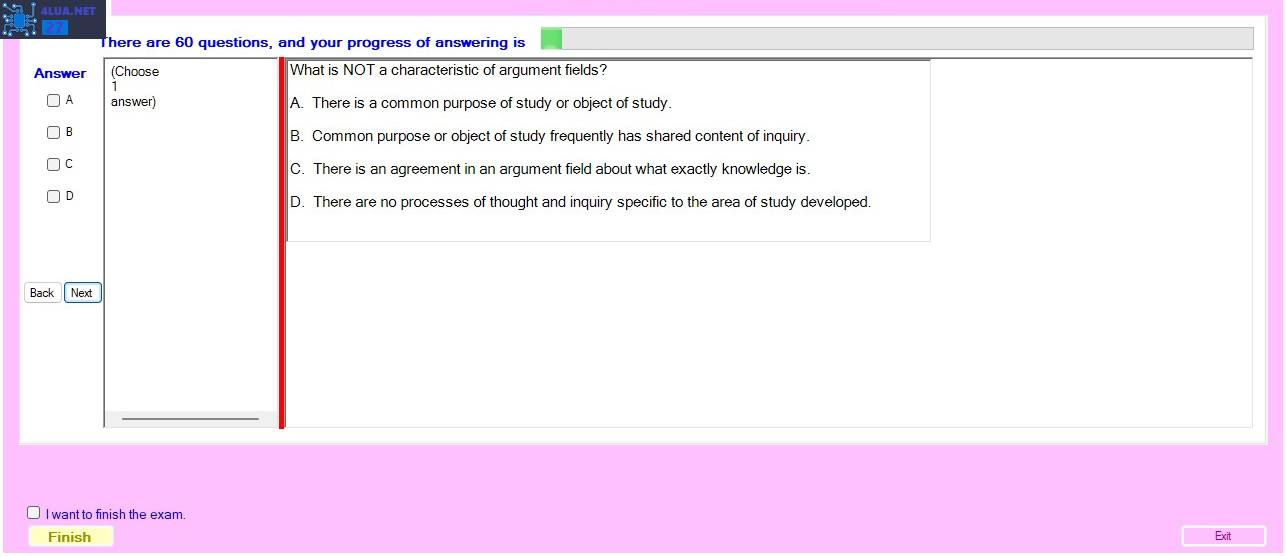 4LUA.NET
27
There are 60 questions, and your progress of answering is
Answer
(Choose
1
answer)
A
B
C
D
What is NOT a characteristic of argument fields?
A. There is a common purpose of study or object of study.
B. Common purpose or object of study frequently has shared content of inquiry.
C. There is an agreement in an argument field about what exactly knowledge is.
D. There are no processes of thought and inquiry specific to the area of study developed.
Back Next
I want to finish the exam.
Finish
Exit